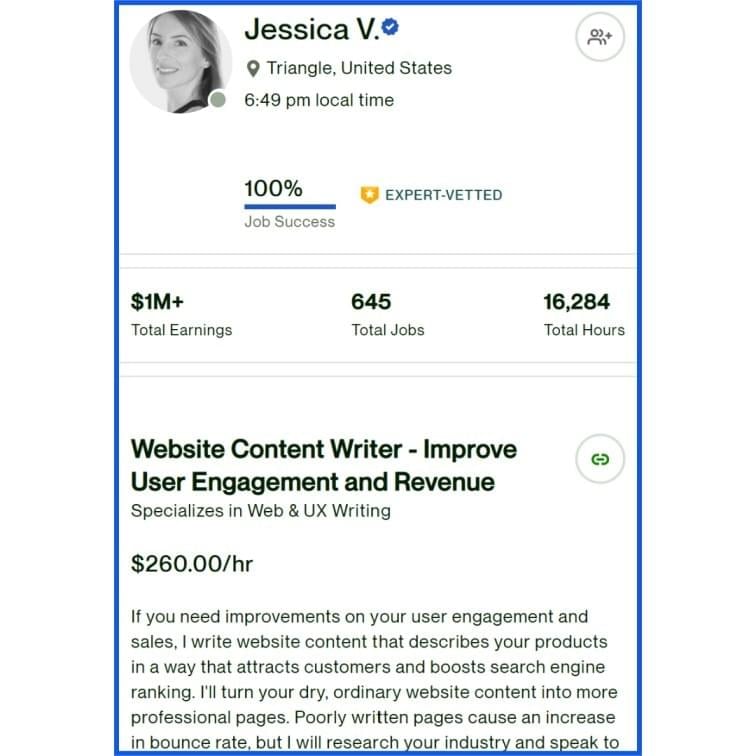 Jessica V.
Triangle, United States
6:49 pm local time
100%
Job Success
EXPERT-VETTED
$1M+
Total Earnings
645
Total Jobs
16,284
Total Hours
Website Content Writer - Improve
User Engagement and Revenue
Specializes in Web & UX Writing
$260.00/hr
If you need improvements on your user engagement and
sales, I write website content that describes your products
in a way that attracts customers and boosts search engine
ranking. I'll turn your dry, ordinary website content into more
professional pages. Poorly written pages cause an increase
in bounce rate, but I will research your industry and speak to